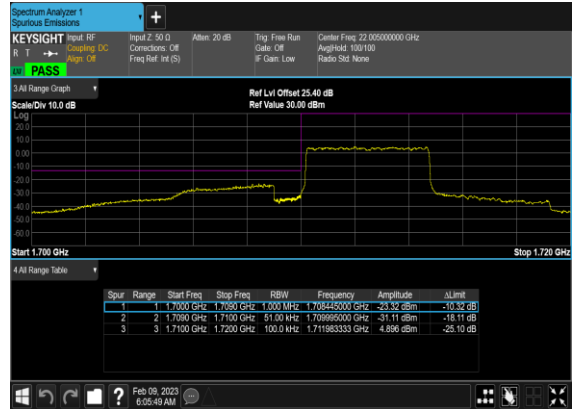 Spectrum Analyzer 1
Spurious Emissions
+
KEYSIGHT Input: RF Input Z: 50 Ω Atten: 20 dB Trig: Free Run Center Freq: 22.005000000 GHz
R T Coupling: DC Corrections: Off Gate: Off Avg|Hold: 100/100
Align: Off Freq Ref: Int (S) IF Gain: Low Radio Std: None
PASS
3 All Range Graph
Ref Lvl Offset 25.40 dB
Scale/Div 10.0 dB Ref Value 30.00 dBm
Log
20.0
10.0
0.00
-10.0
-20.0
-30.0
-40.0
-50.0
-60.0
Start 1.700 GHz Stop 1.720 GHz
4 All Range Table
Spur Range Start Freq Stop Freq RBW Frequency Amplitude ΔLimit
1 1 1.7000 GHz 1.7090 GHz 1.000 MHz 1.708445000 GHz -23.32 dBm -10.32 dB
2 2 1.7090 GHz 1.7100 GHz 51.00 kHz 1.709995000 GHz -31.11 dBm -18.11 dB
3 3 1.7100 GHz 1.7200 GHz 100.0 kHz 1.711983333 GHz 4.896 dBm -25.10 dB
? Feb 09, 2023
6:05:49 AM